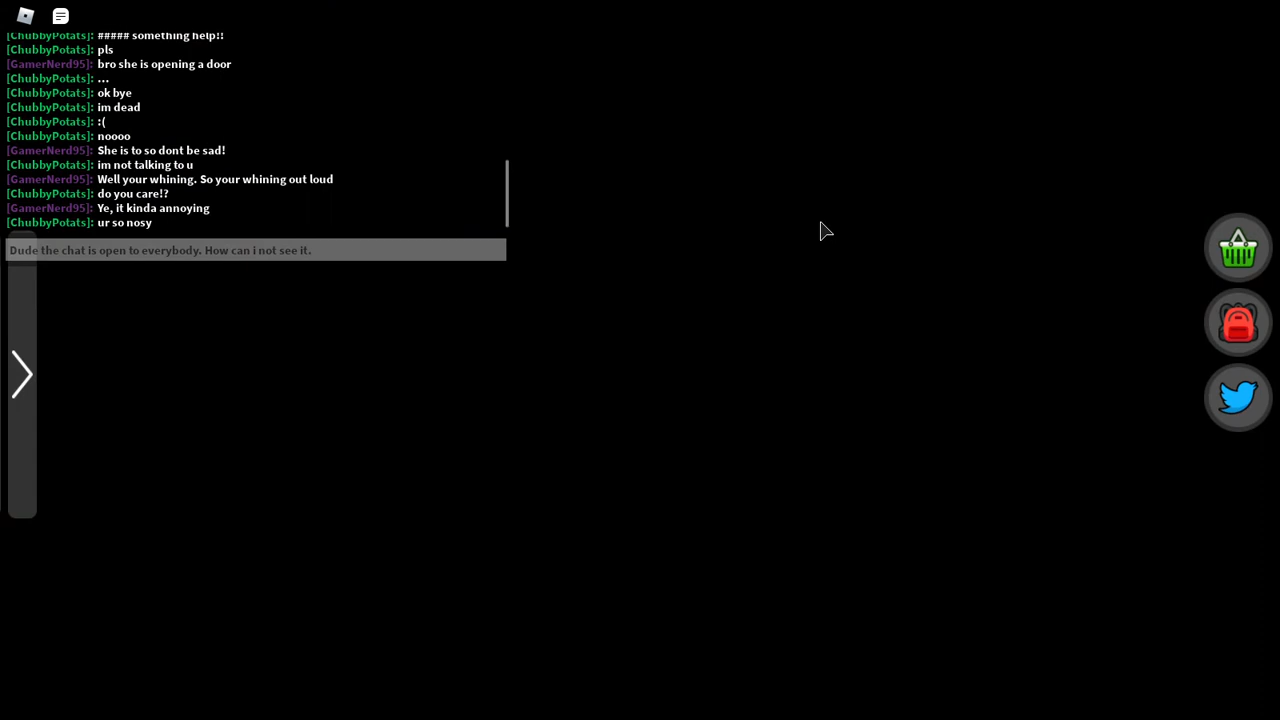 [ChubbyPotats]: ##### something help!!
[ChubbyPotats]: pls
[GamerNerd95]: bro she is opening a door
[ChubbyPotats]: ...
[ChubbyPotats]: ok bye
[ChubbyPotats]: im dead
[ChubbyPotats]: :(
[ChubbyPotats]: noooo
[GamerNerd95]: She is to so dont be sad!
[ChubbyPotats]: im not talking to u
[GamerNerd95]: Well your whining. So your whining out loud
[ChubbyPotats]: do you care!?
[GamerNerd95]: Ye, it kinda annoying
[ChubbyPotats]: ur so nosy
Dude the chat is open to everybody. How can i not see it.